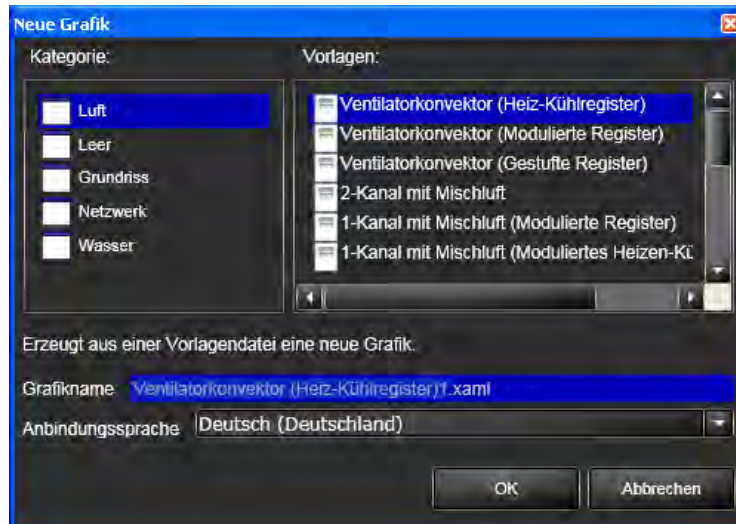 Neue Grafik
Kategorie:
Luft
Leer
Grundriss
Netzwerk
Wasser
Vorlagen:
Ventilatorkonvektor (Heiz-Kühlregister)
Ventilatorkonvektor (Modulierte Register)
Ventilatorkonvektor (Gestufte Register)
2-Kanal mit Mischluft
1-Kanal mit Mischluft (Modulierte Register)
1-Kanal mit Mischluft (Moduliertes Heizen-Kü
Erzeugt aus einer Vorlagendatei eine neue Grafik.
Grafikname Ventilatorkonvektor (Heiz-Kühlregister)1.xaml
Anbindungssprache Deutsch (Deutschland)
OK Abbrechen